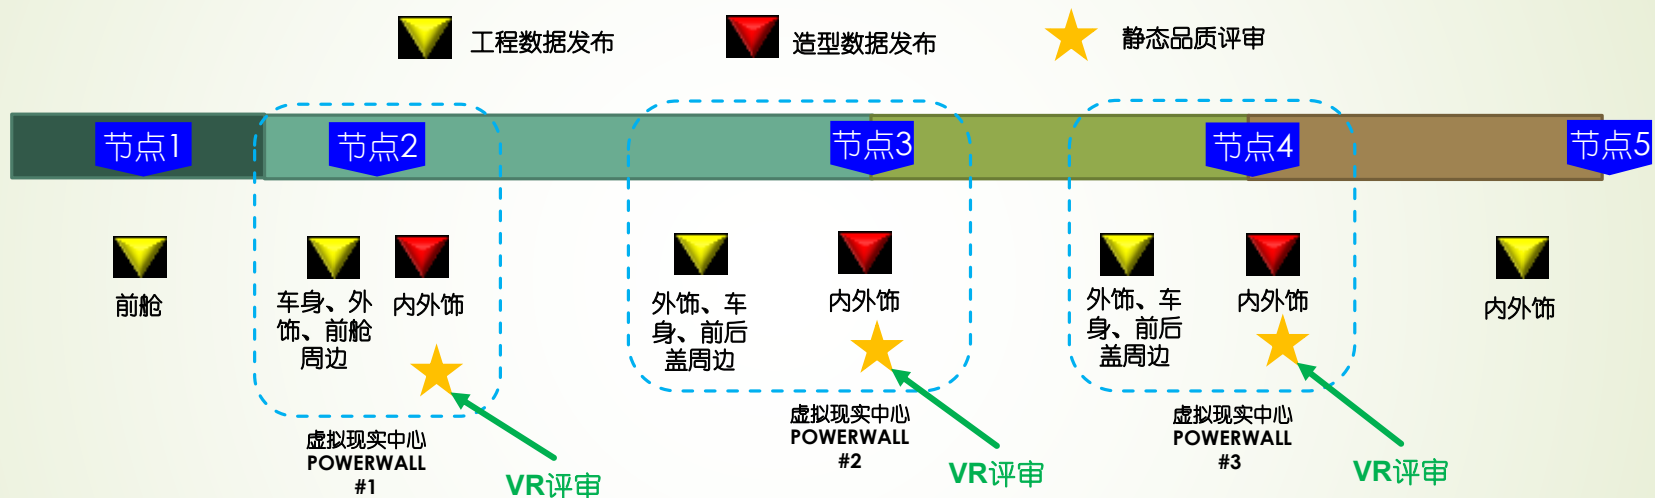 工程数据发布
造型数据发布
静态品质评审
节点1
节点2
节点3
节点4
节点5
前舱
车身、外
饰、前舱
周边
内外饰
外饰、车
身、前后
盖周边
内外饰
外饰、车
身、前后
盖周边
内外饰
内外饰
虚拟现实中心
POWERWALL
#1
VR评审
虚拟现实中心
POWERWALL
#2
VR评审
虚拟现实中心
POWERWALL
#3
VR评审